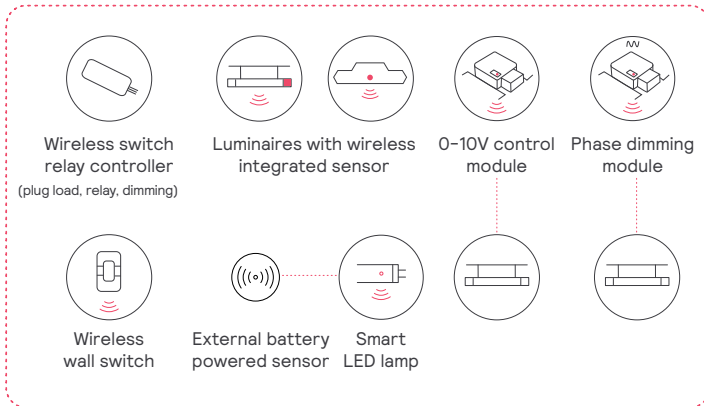 Wireless switch
relay controller
(plug load, relay, dimming)
Luminaires with wireless
integrated sensor
0-10V control
module
Phase dimming
module
Wireless
wall switch
External battery
powered sensor
Smart
LED lamp